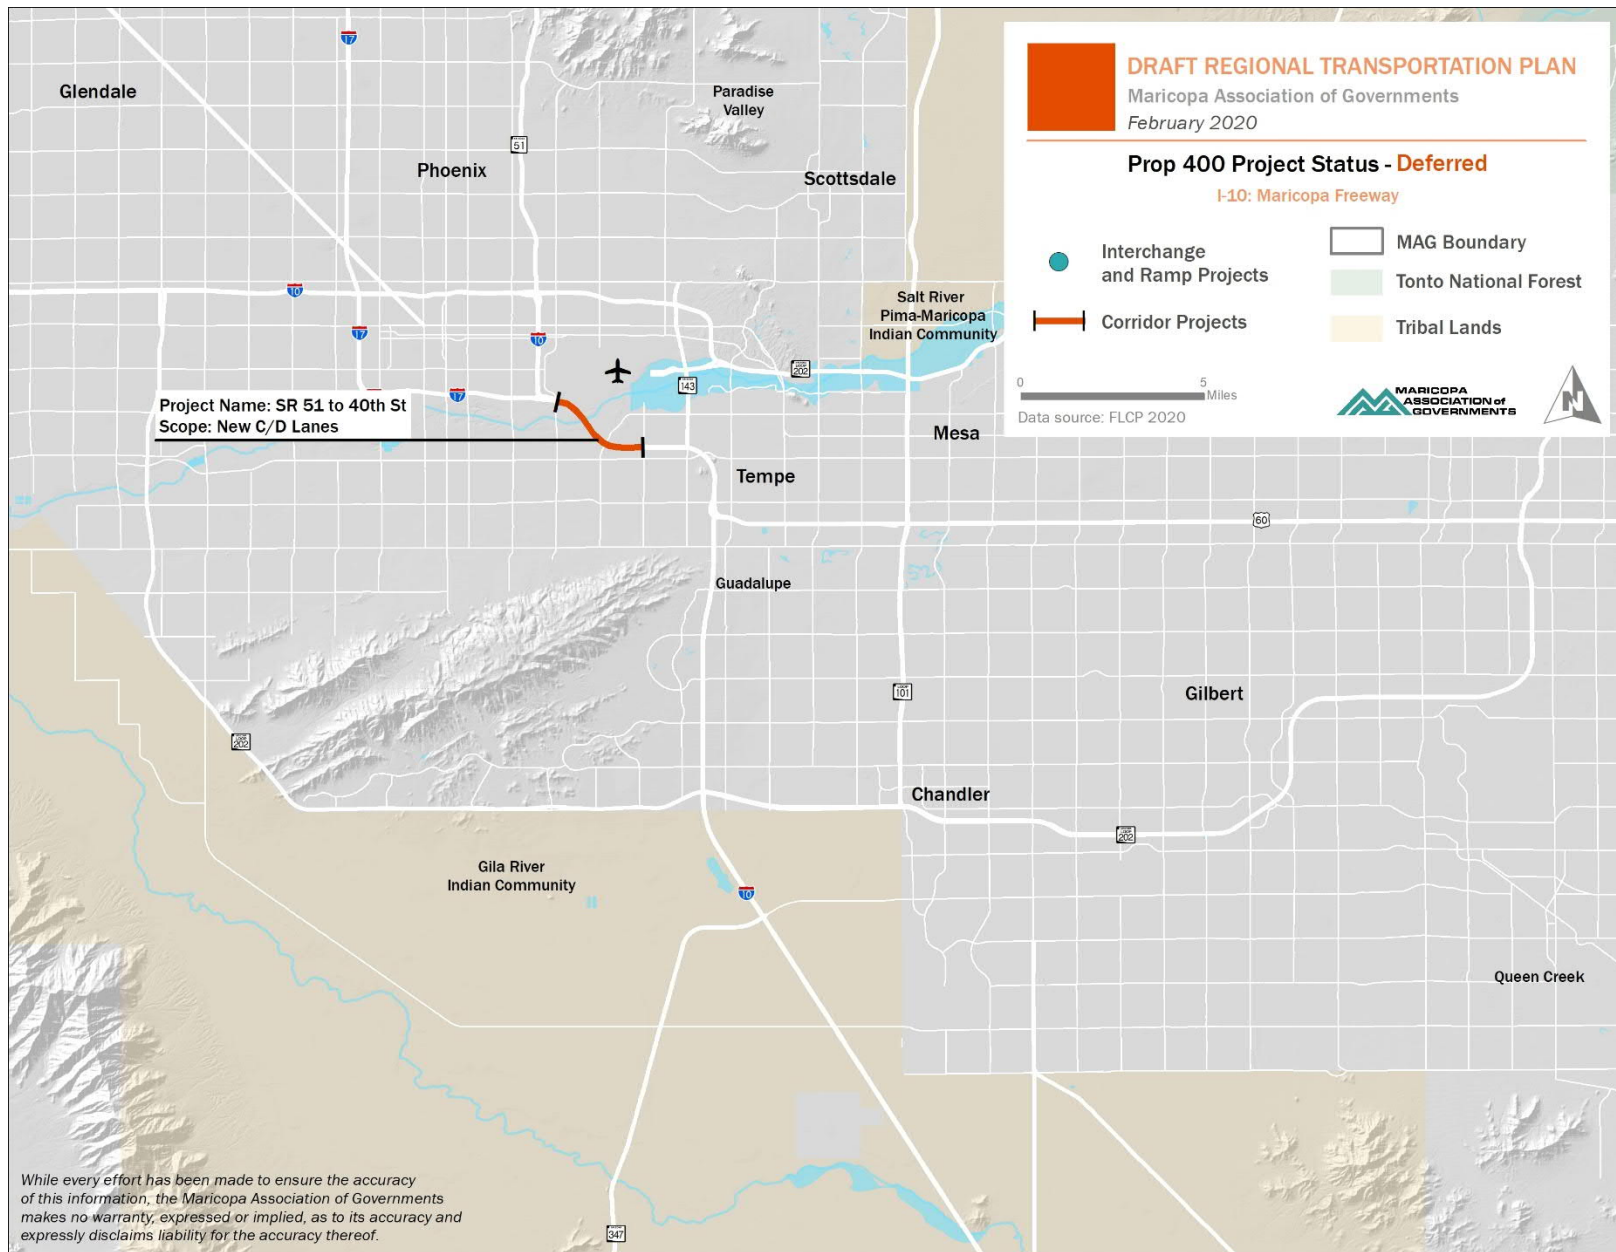 17
Glendale
Paradise
Valley
51
Phoenix
Scottsdale
DRAFT REGIONAL TRANSPORTATION PLAN
Maricopa Association of Governments
February 2020
Prop 400 Project Status - Deferred
I-10: Maricopa Freeway
Interchange
and Ramp Projects
Corridor Projects
MAG Boundary
Tonto National Forest
Tribal Lands
0 5
Miles
Data source: FLCP 2020
MARICOPA
ASSOCIATION of
GOVERNMENTS
N
10
Salt River
Pima-Maricopa
Indian Community
17
10
202
143
17
Project Name: SR 51 to 40th St
Scope: New C/D Lanes
Mesa
Tempe
60
Guadalupe
101
Gilbert
202
Chandler
202
Gila River
Indian Community
10
Queen Creek
While every effort has been made to ensure the accuracy
of this information, the Maricopa Association of Governments
makes no warranty, expressed or implied, as to its accuracy and
expressly disclaims liability for the accuracy thereof.
347